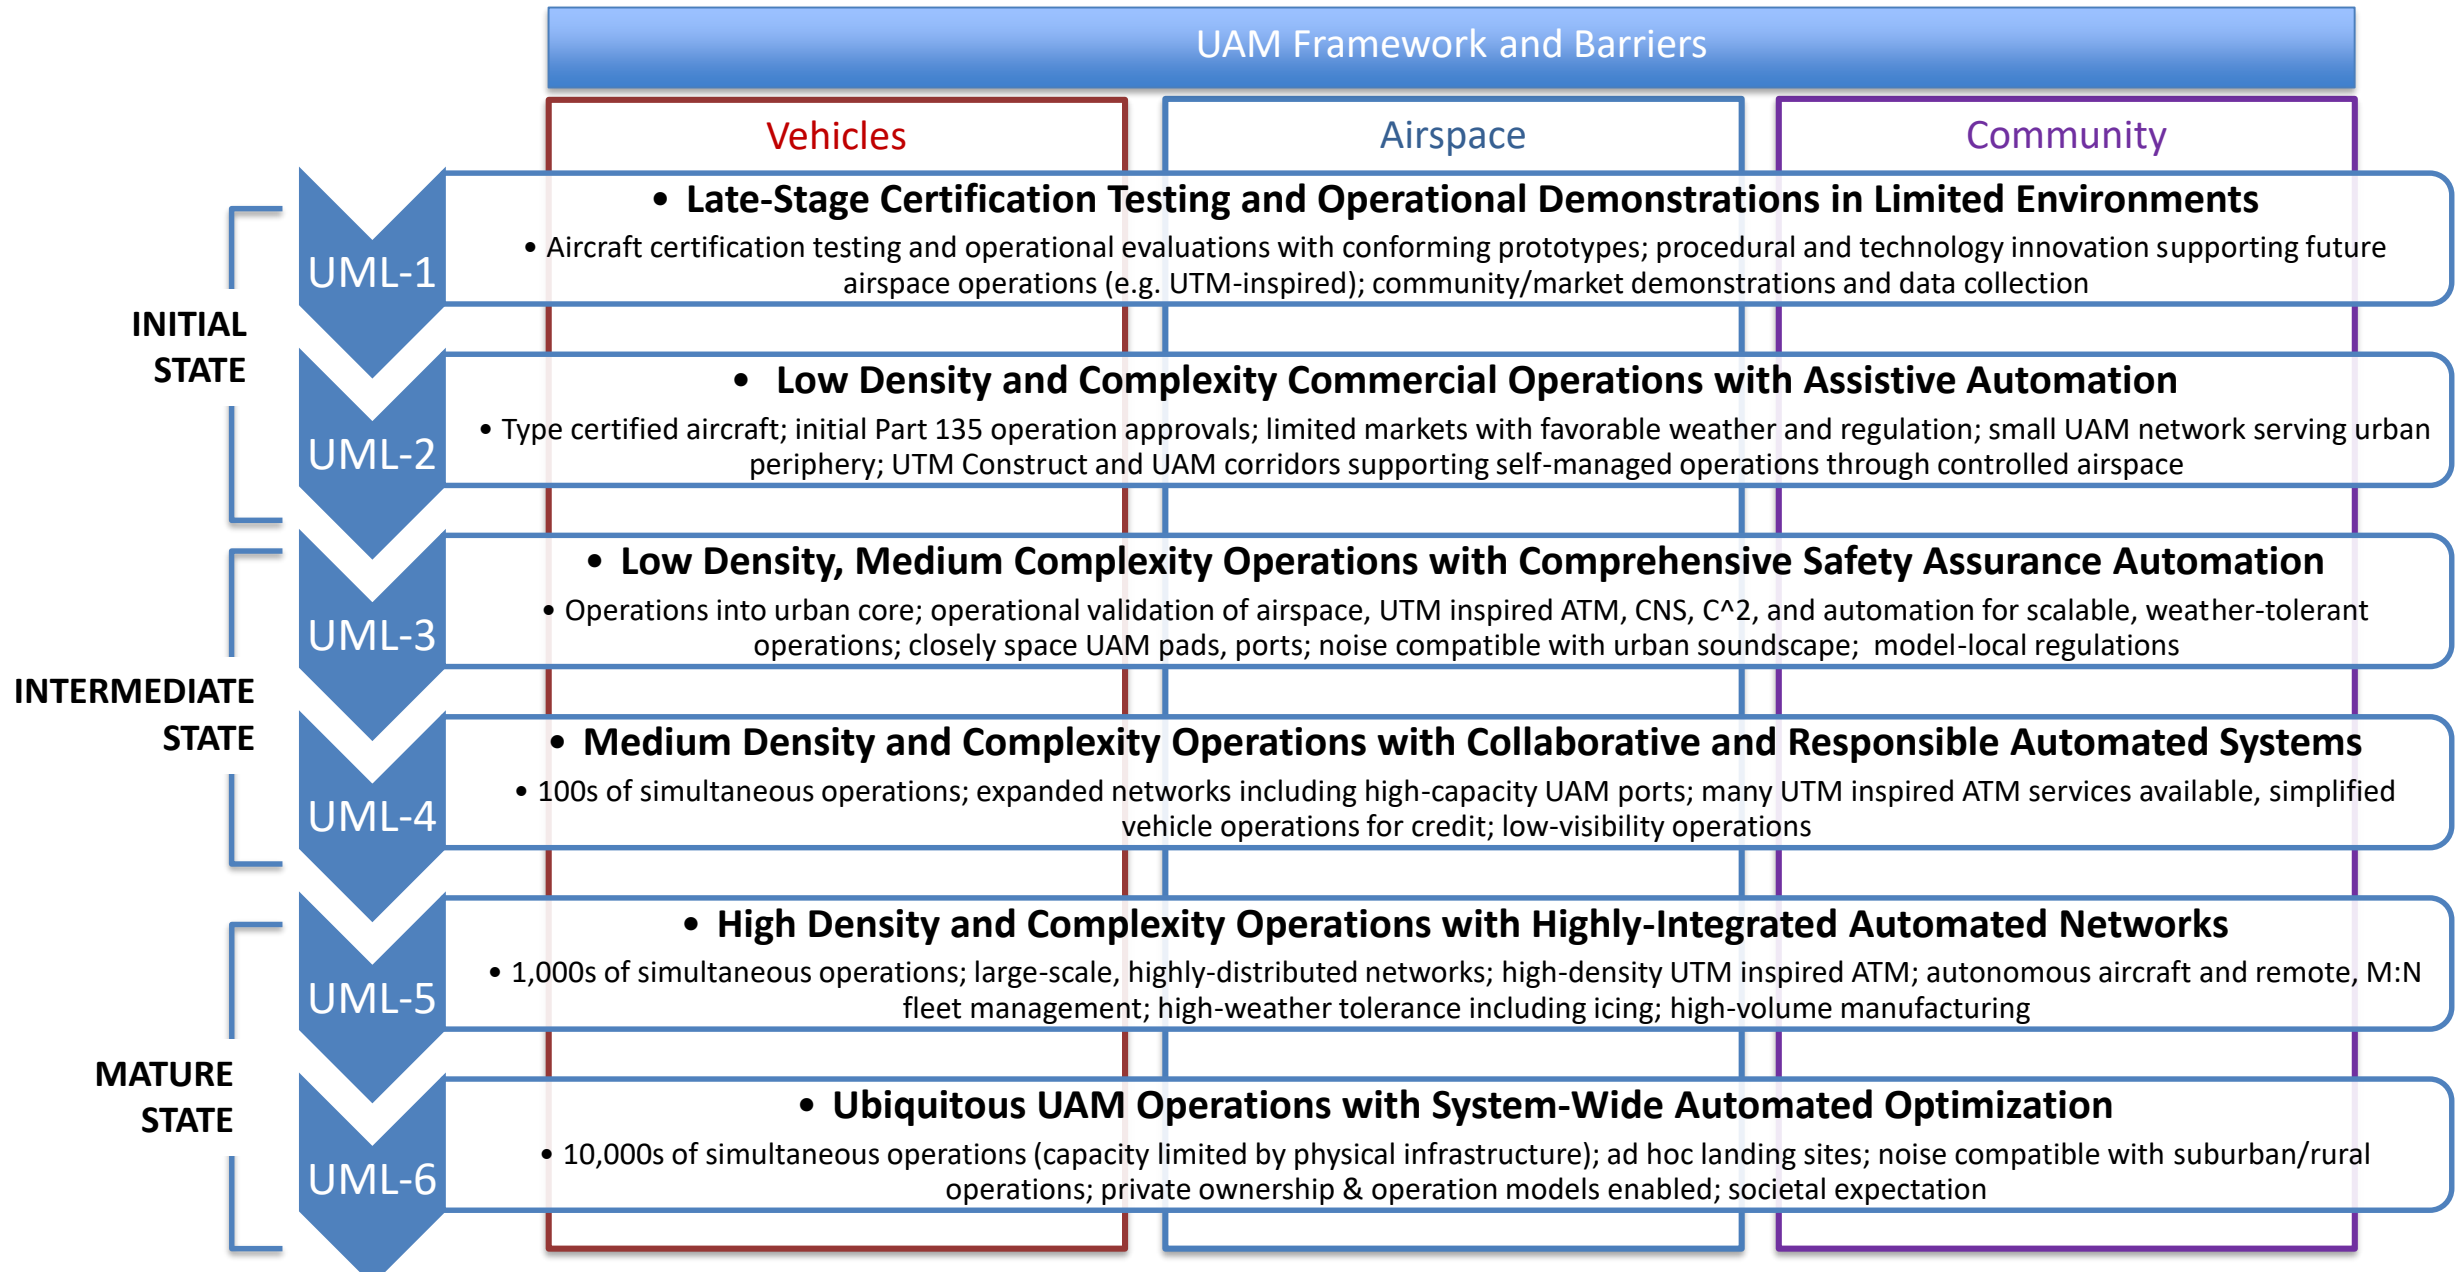 UAM Framework and Barriers
Vehicles
Airspace
Community
INITIAL
STATE
UML-1
• Late-Stage Certification Testing and Operational Demonstrations in Limited Environments
• Aircraft certification testing and operational evaluations with conforming prototypes; procedural and technology innovation supporting future
airspace operations (e.g. UTM-inspired); community/market demonstrations and data collection
UML-2
• Low Density and Complexity Commercial Operations with Assistive Automation
• Type certified aircraft; initial Part 135 operation approvals; limited markets with favorable weather and regulation; small UAM network serving urban
periphery; UTM Construct and UAM corridors supporting self-managed operations through controlled airspace
INTERMEDIATE
STATE
UML-3
• Low Density, Medium Complexity Operations with Comprehensive Safety Assurance Automation
• Operations into urban core; operational validation of airspace, UTM inspired ATM, CNS, C^2, and automation for scalable, weather-tolerant
operations; closely space UAM pads, ports; noise compatible with urban soundscape; model-local regulations
UML-4
• Medium Density and Complexity Operations with Collaborative and Responsible Automated Systems
• 100s of simultaneous operations; expanded networks including high-capacity UAM ports; many UTM inspired ATM services available, simplified
vehicle operations for credit; low-visibility operations
MATURE
STATE
UML-5
• High Density and Complexity Operations with Highly-Integrated Automated Networks
• 1,000s of simultaneous operations; large-scale, highly-distributed networks; high-density UTM inspired ATM; autonomous aircraft and remote, M:N
fleet management; high-weather tolerance including icing; high-volume manufacturing
UML-6
• Ubiquitous UAM Operations with System-Wide Automated Optimization
• 10,000s of simultaneous operations (capacity limited by physical infrastructure); ad hoc landing sites; noise compatible with suburban/rural
operations; private ownership & operation models enabled; societal expectation